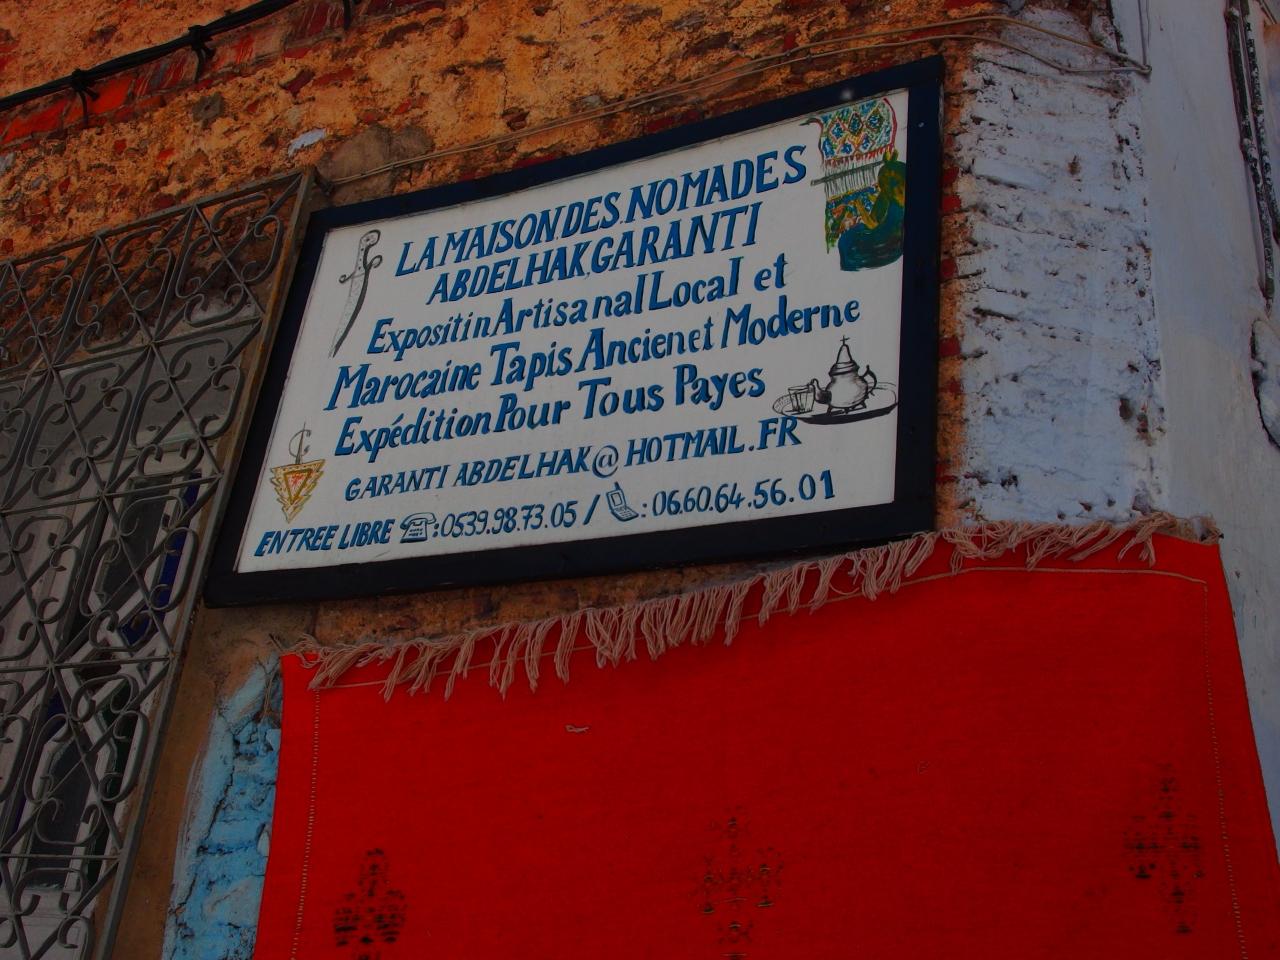 LA MAISON DES NOMADES
ABDELHAK GARANTI
Expositin Artisanal Local et
Marocaine Tapis Ancienet Moderne
Expédition Pour Tous Payes
GARANTI ABDELHAK@HOTMAIL.FR
ENTREE LIBRE :0539.98.73.05 / :06.60.64.56.01